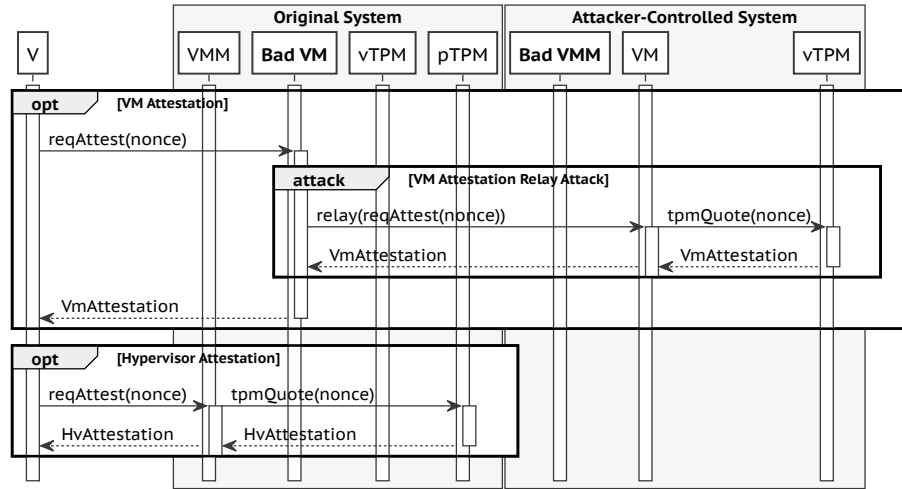 Original System Attacker-Controlled System
V VMM Bad VM vTPM pTPM Bad VMM VM vTPM
opt [VM Attestation]
reqAttest(nonce)
attack [VM Attestation Relay Attack]
relay(reqAttest(nonce)) tpmQuote(nonce)
VmAttestation VmAttestation
VmAttestation
opt [Hypervisor Attestation]
reqAttest(nonce) tpmQuote(nonce)
HvAttestation HvAttestation